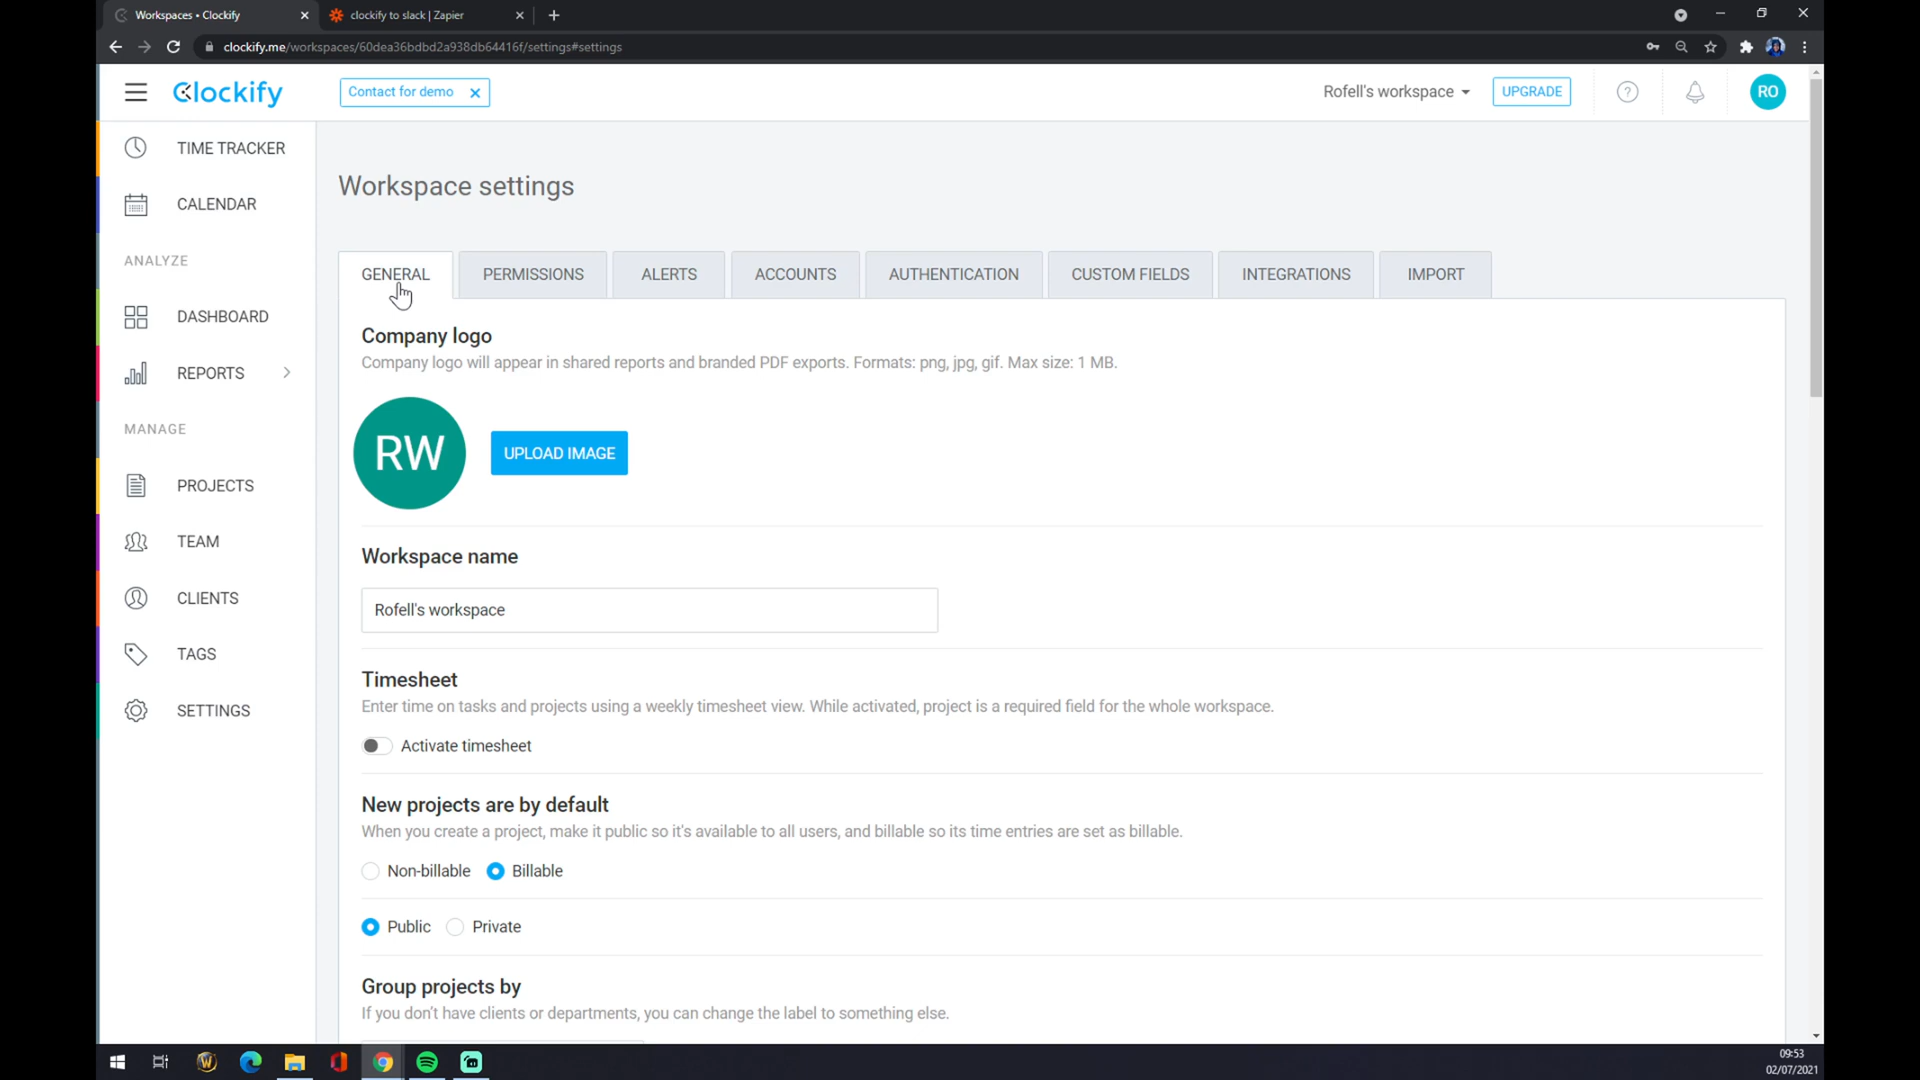 Workspaces • Clockify
clockify to slack | Zapier
clockify.me/workspaces/60dea36bdbd2a938db64416f/settings#settings
Clockify
Contact for demo
Rofell's workspace
UPGRADE
RO
TIME TRACKER
CALENDAR
ANALYZE
DASHBOARD
REPORTS
MANAGE
PROJECTS
TEAM
CLIENTS
TAGS
SETTINGS
Workspace settings
GENERAL
PERMISSIONS
ALERTS
ACCOUNTS
AUTHENTICATION
CUSTOM FIELDS
INTEGRATIONS
IMPORT
Company logo
Company logo will appear in shared reports and branded PDF exports. Formats: png, jpg, gif. Max size: 1 MB.
RW
UPLOAD IMAGE
Workspace name
Rofell's workspace
Timesheet
Enter time on tasks and projects using a weekly timesheet view. While activated, project is a required field for the whole workspace.
Activate timesheet
New projects are by default
When you create a project, make it public so it's available to all users, and billable so its time entries are set as billable.
Non-billable
Billable
Public
Private
Group projects by
If you don't have clients or departments, you can change the label to something else.
09:53
02/07/2021